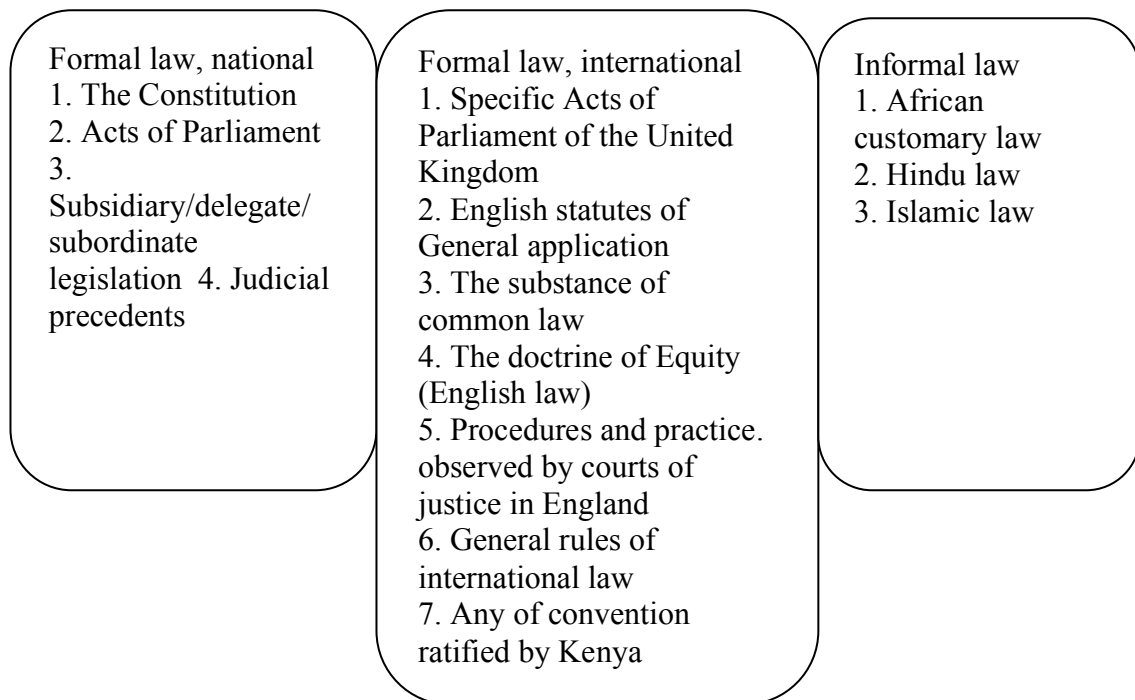 Formal law, national
1. The Constitution
2. Acts of Parliament
3.
Subsidiary/delegate/
subordinate
legislation  4. Judicial
precedents
Formal law, international
1. Specific Acts of
Parliament of the United
Kingdom
2. English statutes of
General application
3. The substance of
common law
4. The doctrine of Equity
(English law)
5. Procedures and practice.
observed by courts of
justice in England
6. General rules of
international law
7. Any of convention
ratified by Kenya
Informal law
1. African
customary law
2. Hindu law
3. Islamic law